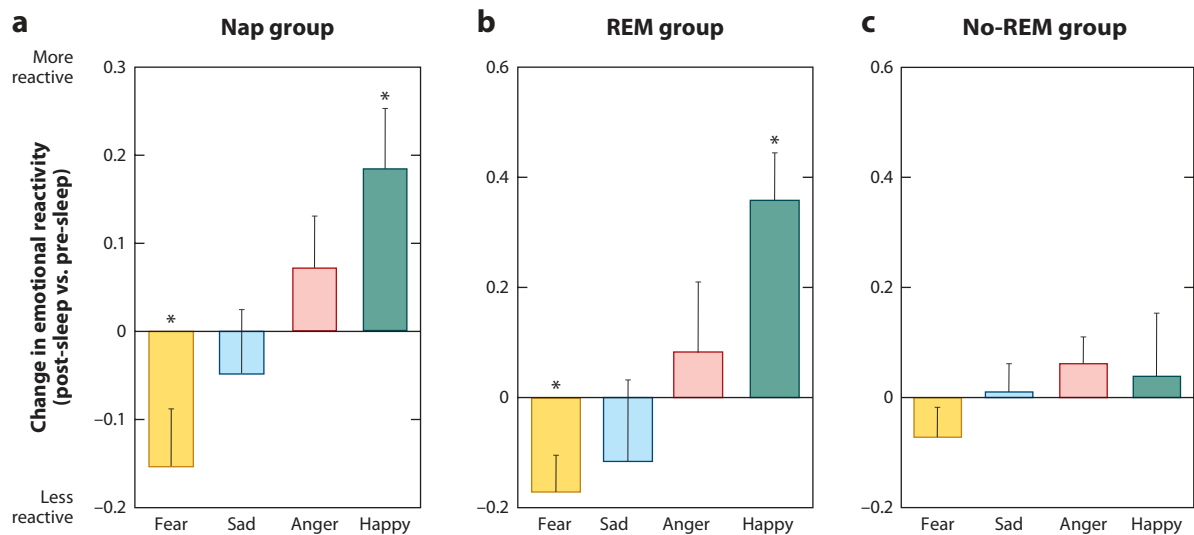 a
Nap group
More
reactive
Change in emotional reactivity
(post-sleep vs. pre-sleep)
Less
reactive
0.3
0.2
0.1
0
–0.1
–0.2
*
*
Fear
Sad
Anger
Happy
b
REM group
0.6
0.4
0.2
0
–0.2
*
*
Fear
Sad
Anger
Happy
c
No-REM group
0.6
0.4
0.2
0
–0.2
Fear
Sad
Anger
Happy